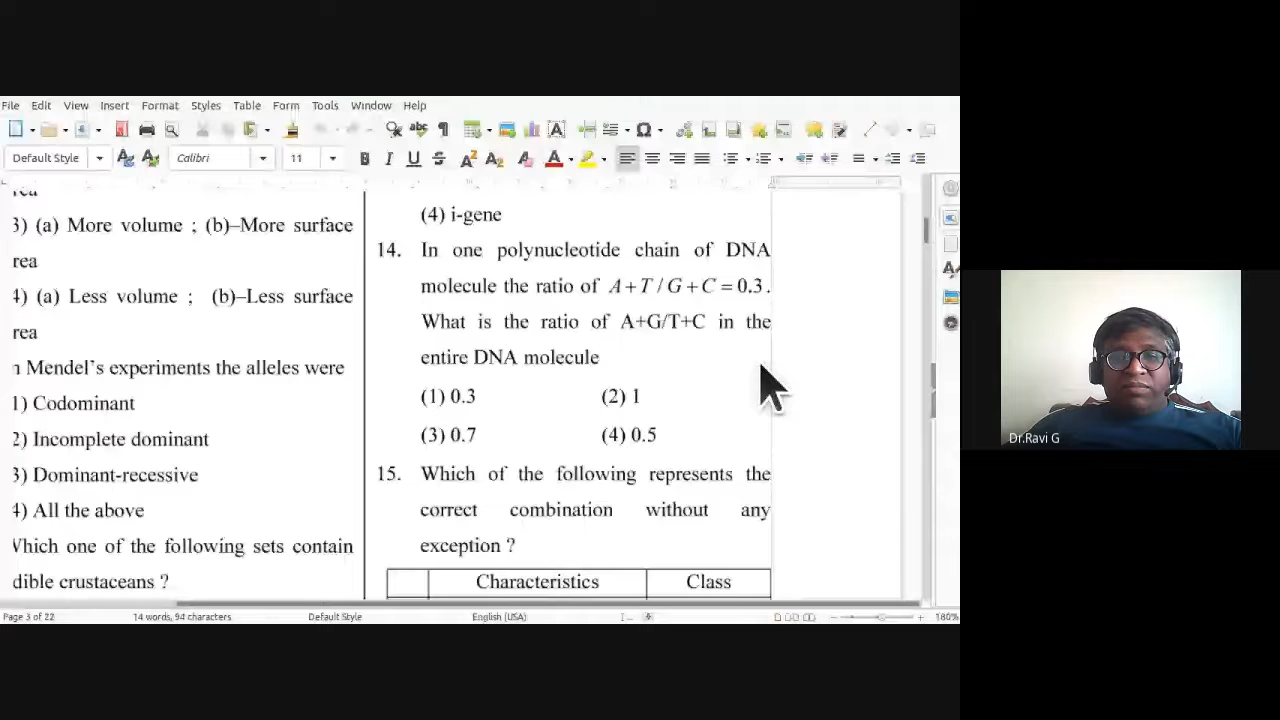 File Edit View Insert Format Styles Table Form Tools Window Help
Default Style Calibri 11
rea
3) (a) More volume ; (b)–More surface
rea
4) (a) Less volume ; (b)–Less surface
rea
n Mendel's experiments the alleles were
1) Codominant
2) Incomplete dominant
3) Dominant-recessive
4) All the above
Which one of the following sets contain
dible crustaceans ?
(4) i-gene
14. In one polynucleotide chain of DNA
molecule the ratio of A+T / G+C = 0.3.
What is the ratio of A+G/T+C in the
entire DNA molecule
(1) 0.3 (2) 1
(3) 0.7 (4) 0.5
15. Which of the following represents the
correct combination without any
exception ?
Characteristics Class
Page 3 of 22 14 words, 94 characters Default Style English (USA) 180%
Dr.Ravi G